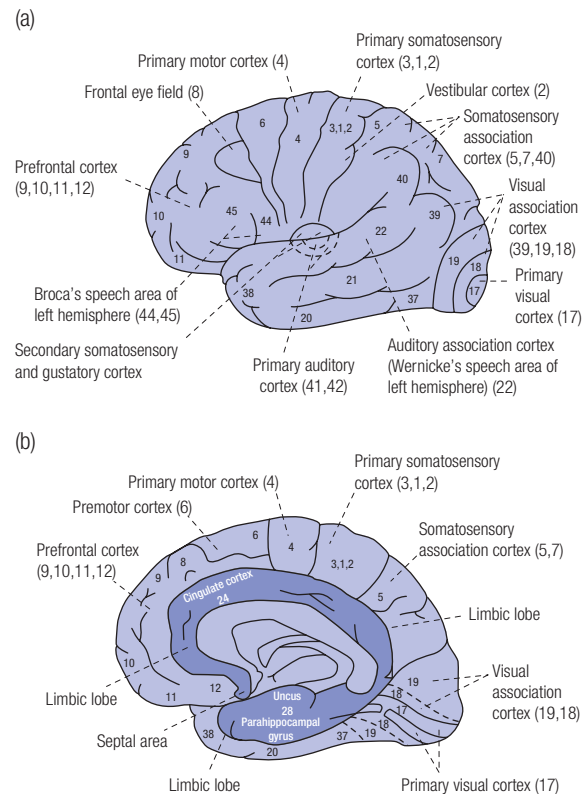 (a)
Primary motor cortex (4)
Primary somatosensory
cortex (3,1,2)
Frontal eye field (8)
Vestibular cortex (2)
Somatosensory
association
cortex (5,7,40)
Prefrontal cortex
(9,10,11,12)
Visual
association
cortex
(39,19,18)
Primary
visual
cortex (17)
6
4
3,1,2
5
9
7
40
10
45
44
39
22
11
19
18
17
38
21
37
20
Broca's speech area of
left hemisphere (44,45)
Secondary somatosensory
and gustatory cortex
Primary auditory
cortex (41,42)
Auditory association cortex
(Wernicke's speech area of
left hemisphere) (22)
(b)
Primary somatosensory
cortex (3,1,2)
Primary motor cortex (4)
Premotor cortex (6)
Somatosensory
association cortex (5,7)
Prefrontal cortex
(9,10,11,12)
Limbic lobe
6
4
3,1,2
8
9
5
Cingulate cortex
24
10
11
12
19
18
17
Uncus
28
Parahippocampal
gyrus
18
19
37
38
20
Limbic lobe
Septal area
Limbic lobe
Visual
association
cortex (19,18)
Primary visual cortex (17)